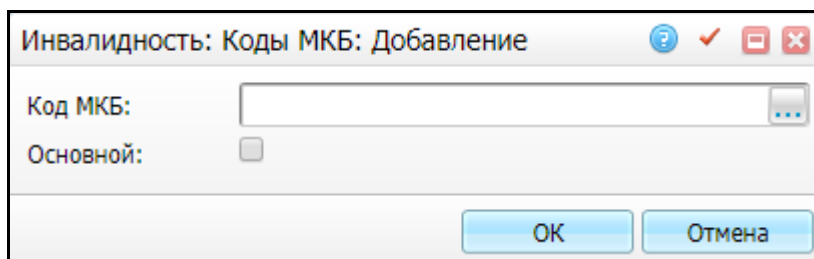 Инвалидность: Коды МКБ: Добавление
Код МКБ:
...
Основной:
ОК
Отмена